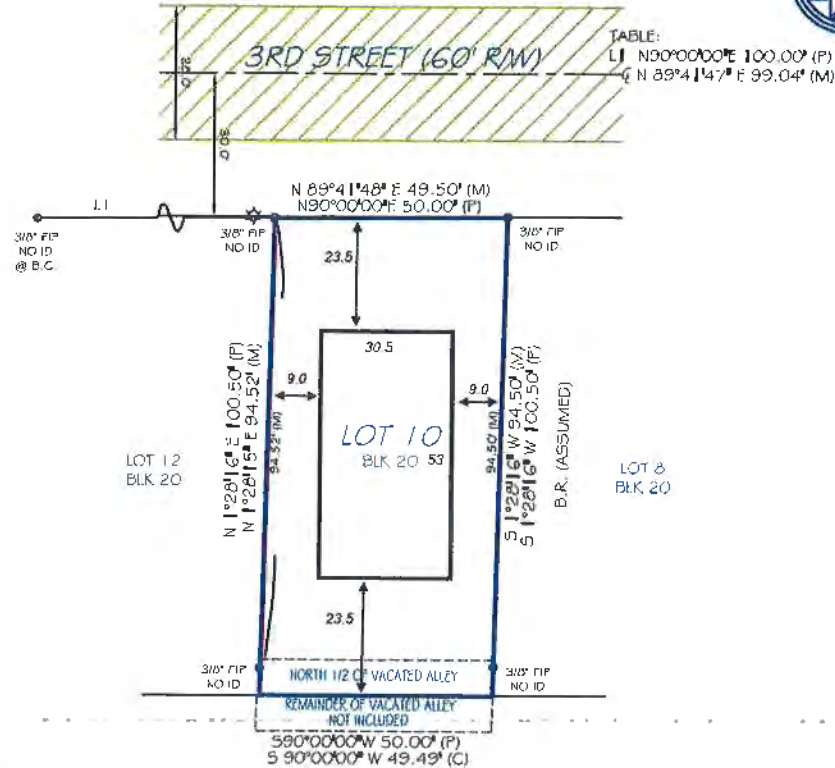 TABLE:
L1 N90°00'00"E 100.00' (P)
N 89°41'47" E 99.04' (M)
3RD STREET (60' R/W)
30.0'
N 89°41'48" E 49.50' (M)
N90°00'00"E 50.00' (P)
L1
3/8" FIP
NO ID
@ B.C.
3/8" FIP
NO ID
3/8" FIP
NO ID
23.5
30.5
9.0
9.0
LOT 10
BLK 20
53
N 1°28'16" E 100.50' (P)
N 1°28'15" E 94.52' (M)
94.52' (M)
94.50' (M)
S 1°28'16" W 94.50' (M)
S 1°28'16" W 100.50' (P)
B.R. (ASSUMED)
LOT 12
BLK 20
LOT 8
BLK 20
23.5
3/8" FIP
NO ID
NORTH 1/2 OF VACATED ALLEY
3/8" FIP
NO ID
REMAINDER OF VACATED ALLEY
NOT INCLUDED
S90°00'00"W 50.00' (P)
S 90°00'00" W 49.49' (C)